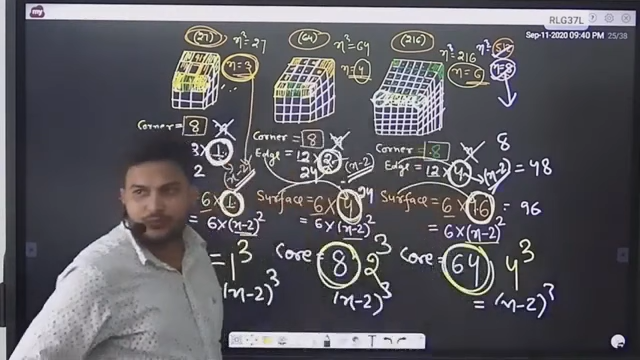 my
RLG37L
Sep-11-2020 09:40 PM
25/38
(27) n³=27
n=3
(64) n³=64
n=4
(216) n³=216 n³=512
n=6 n=8
Corner = 8
Corner = 8
Corner = 8 8
Edge = 12 × 2 (n-2)
24
Edge = 12 × 4 (n-2) = 48
6 × 1
= 6×(n-2)²
Surface = 6 × 4 24
= 6×(n-2)²
Surface = 6 × 16 = 96
= 6×(n-2)²
= 1³
(n-2)³
Core = 8 2³
(n-2)³
Core = 64 4³
= (n-2)³